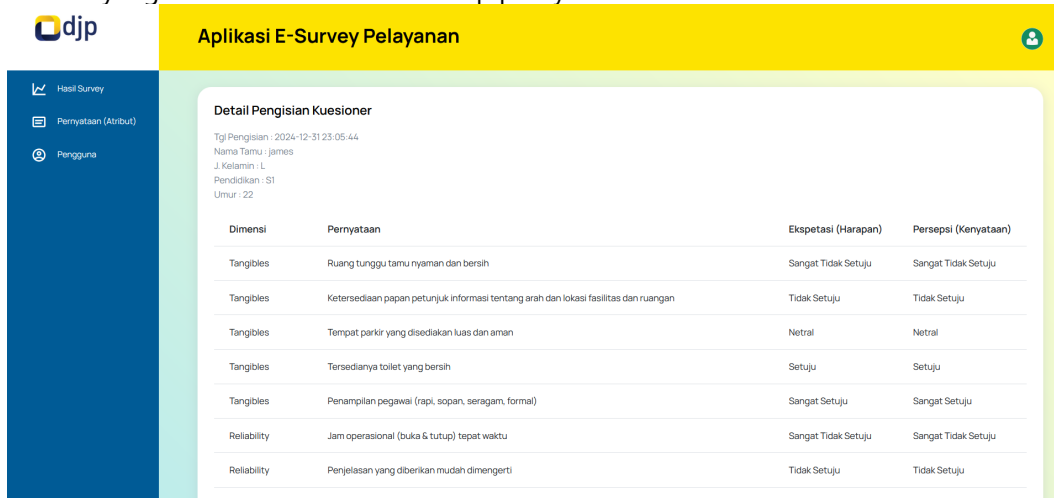 djp
Aplikasi E-Survey Pelayanan
Hasil Survey
Pernyataan (Atribut)
Pengguna
Detail Pengisian Kuesioner
Tgl Pengisian : 2024-12-31 23:05:44
Nama Tamu : james
J. Kelamin : L
Pendidikan : S1
Umur : 22
Dimensi Pernyataan Ekspetasi (Harapan) Persepsi (Kenyataan)
Tangibles Ruang tunggu tamu nyaman dan bersih Sangat Tidak Setuju Sangat Tidak Setuju
Tangibles Ketersediaan papan petunjuk informasi tentang arah dan lokasi fasilitas dan ruangan Tidak Setuju Tidak Setuju
Tangibles Tempat parkir yang disediakan luas dan aman Netral Netral
Tangibles Tersedianya toilet yang bersih Setuju Setuju
Tangibles Penampilan pegawai (rapi, sopan, seragam, formal) Sangat Setuju Sangat Setuju
Reliability Jam operasional (buka & tutup) tepat waktu Sangat Tidak Setuju Sangat Tidak Setuju
Reliability Penjelasan yang diberikan mudah dimengerti Tidak Setuju Tidak Setuju